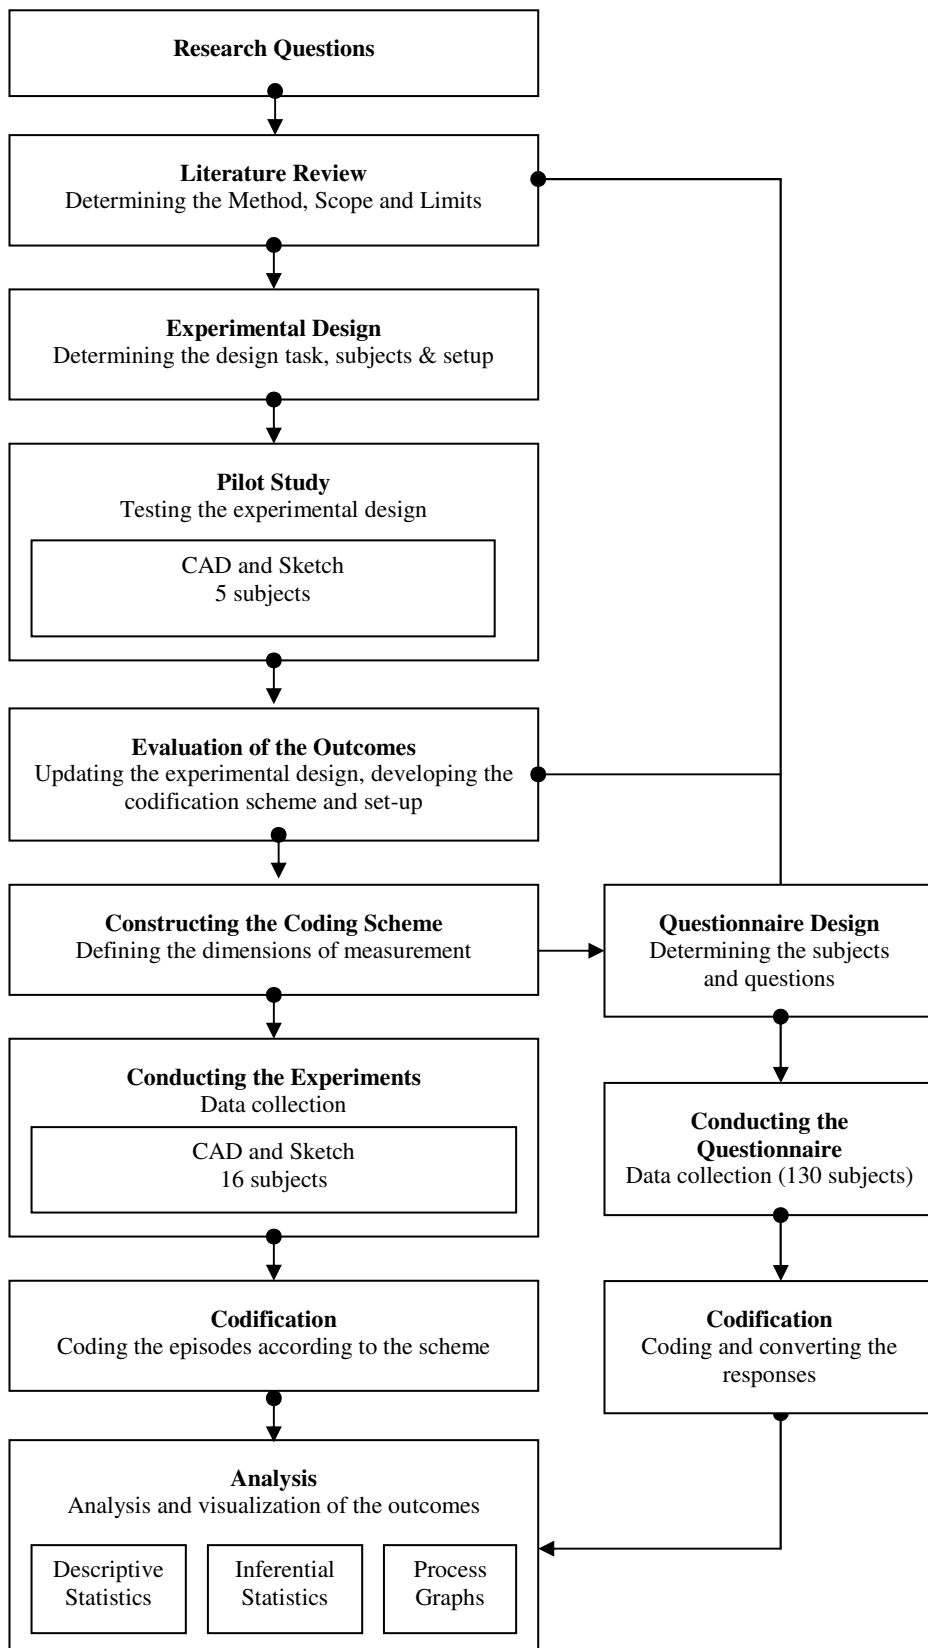 Research Questions
Literature Review
Determining the Method, Scope and Limits
Experimental Design
Determining the design task, subjects & setup
Pilot Study
Testing the experimental design
CAD and Sketch
5 subjects
Evaluation of the Outcomes
Updating the experimental design, developing the
codification scheme and set-up
Constructing the Coding Scheme
Defining the dimensions of measurement
Questionnaire Design
Determining the subjects
and questions
Conducting the Experiments
Data collection
CAD and Sketch
16 subjects
Conducting the
Questionnaire
Data collection (130 subjects)
Codification
Coding the episodes according to the scheme
Codification
Coding and converting the
responses
Analysis
Analysis and visualization of the outcomes
Descriptive
Statistics
Inferential
Statistics
Process
Graphs